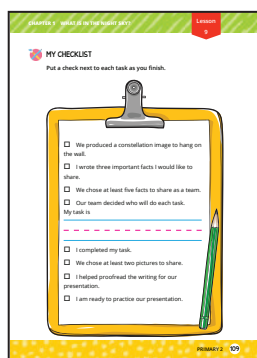 CHAPTER 9 WHAT IS IN THE NIGHT SKY?
Lesson
9
MY CHECKLIST
Put a check next to each task as you finish.
We produced a constellation image to hang on
the wall.
I wrote three important facts I would like to
share.
We chose at least five facts to share as a team.
Our team decided who will do each task.
My task is
I completed my task.
We chose at least two pictures to share.
I helped proofread the writing for our
presentation.
I am ready to practice our presentation.
PRIMARY 2 109